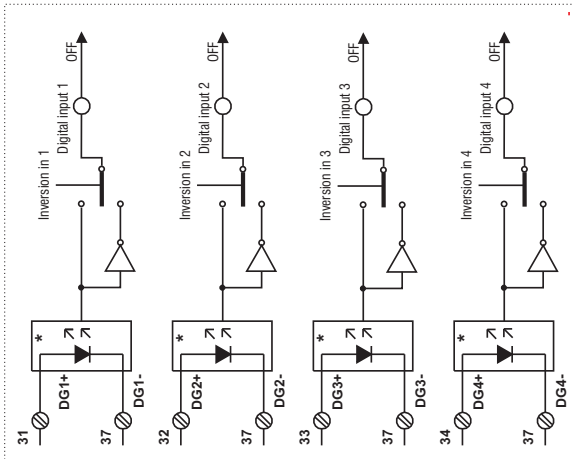 OFF
Digital input 1
Inversion in 1
*
DG1+
DG1-
31
37
OFF
Digital input 2
Inversion in 2
*
DG2+
DG2-
32
37
OFF
Digital input 3
Inversion in 3
*
DG3+
DG3-
33
37
OFF
Digital input 4
Inversion in 4
*
DG4+
DG4-
34
37